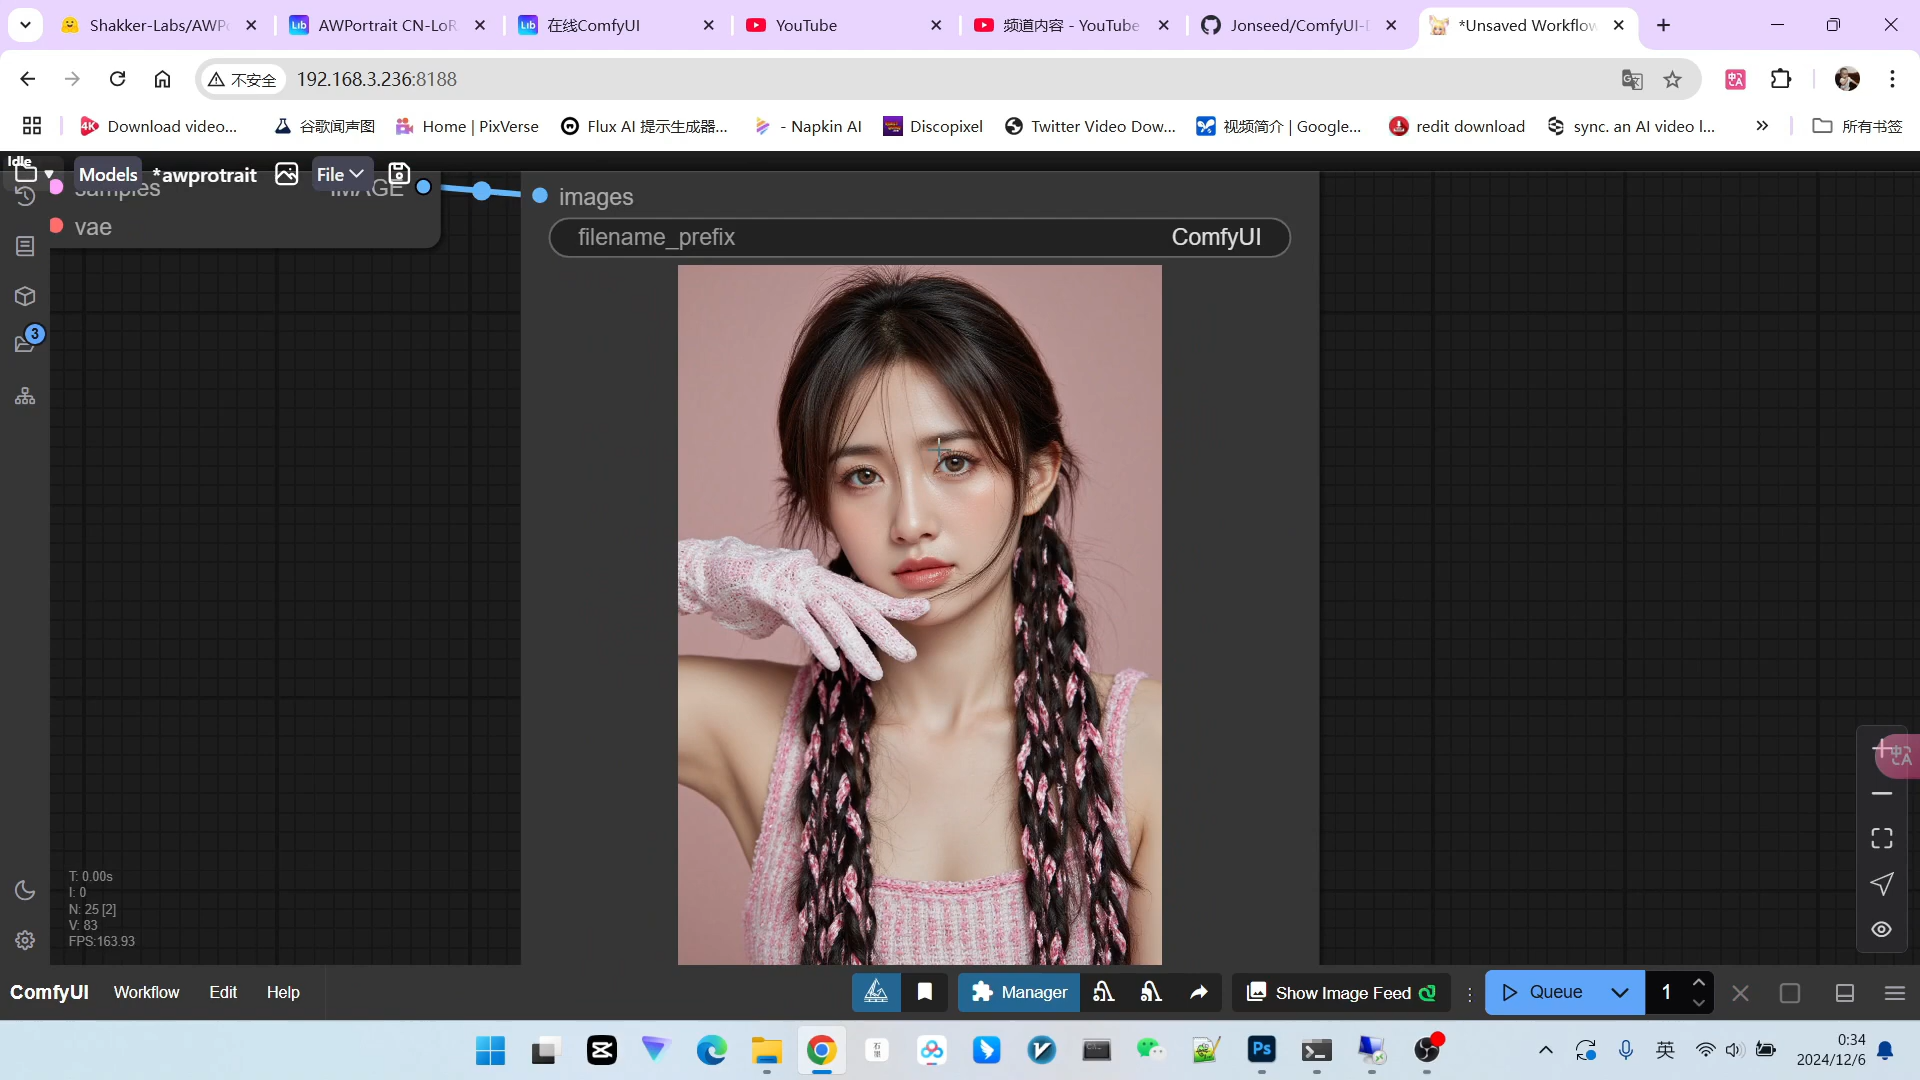 Shakker-Labs/AWP
AWPortrait CN-LoR
在线ComfyUI
YouTube
频道内容 - YouTube
Jonseed/ComfyUI-
*Unsaved Workflow
不安全
192.168.3.236:8188
Download video...
谷歌闻声图
Home | PixVerse
Flux AI 提示生成器...
- Napkin AI
Discopixel
Twitter Video Dow...
视频简介 | Google...
redit download
sync. an AI video l...
所有书签
Idle
Models
*awprotrait
File
samples
IMAGE
vae
images
filename_prefix
ComfyUI
3
T: 0.00s
I: 0
N: 25 [2]
V: 83
FPS:163.93
ComfyUI
Workflow
Edit
Help
Manager
Show Image Feed
Queue
1
Ps
英
0:34
2024/12/6